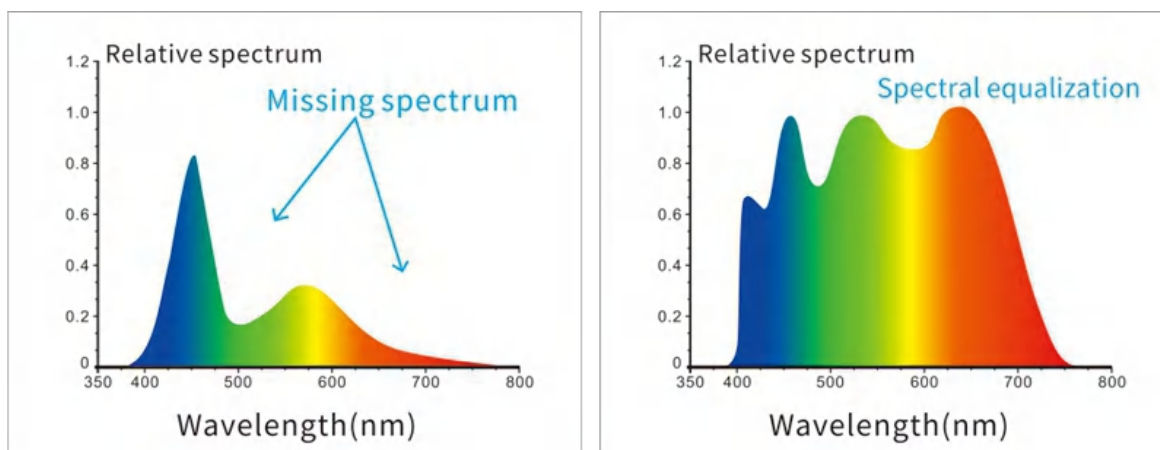 Relative spectrum
1.2
Missing spectrum
1.0
0.8
0.6
0.4
0.2
0
350 400 500 600 700 800
Wavelength(nm)
Relative spectrum
1.2
Spectral equalization
1.0
0.8
0.6
0.4
0.2
0
350 400 500 600 700 800
Wavelength(nm)